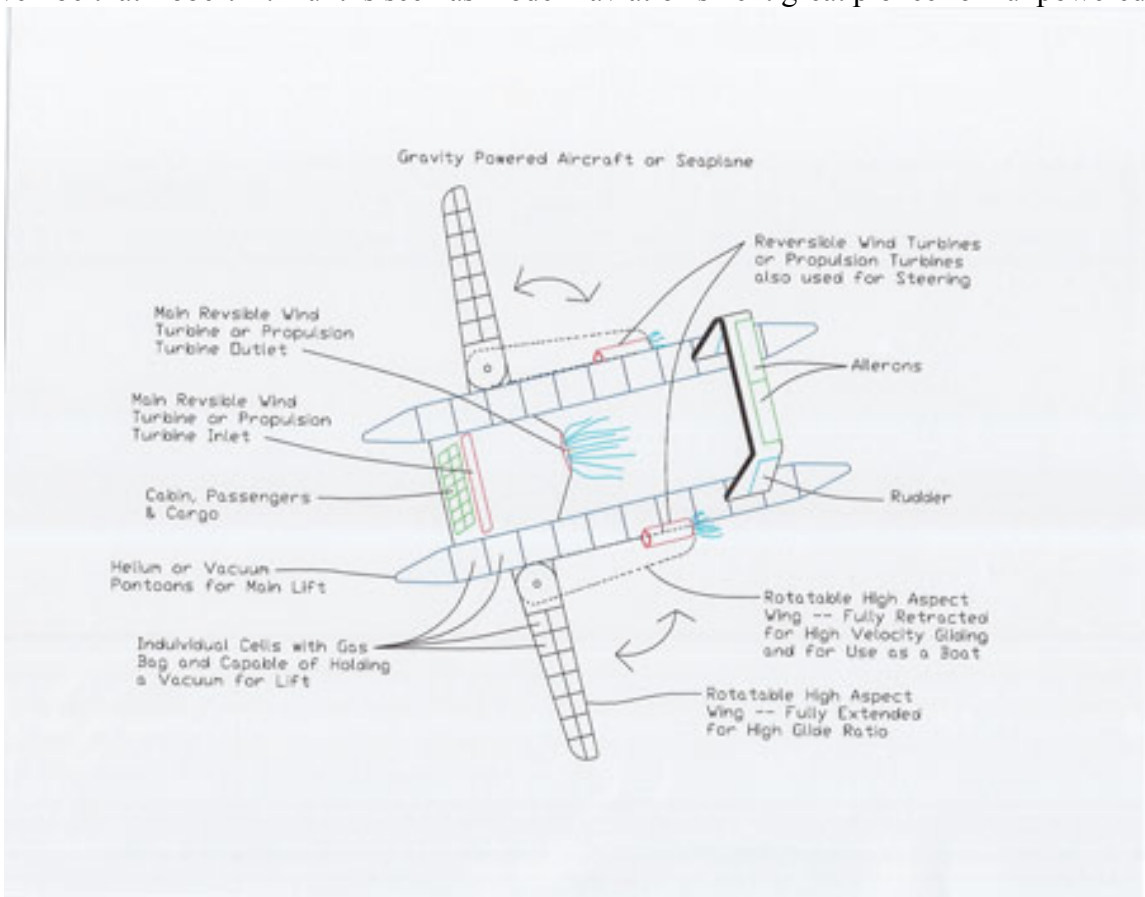 Gravity Powered Aircraft or Seaplane
Reversible Wind Turbines
or Propulsion Turbines
also used for Steering
Main Revsible Wind
Turbine or Propulsion
Turbine Outlet
Ailerons
Main Revsible Wind
Turbine or Propulsion
Turbine Inlet
Cabin, Passengers
& Cargo
Rudder
Helium or Vacuum
Pontoons for Main Lift
Rotatable High Aspect
Wing -- Fully Retracted
for High Velocity Gliding
and for Use as a Boat
Individual Cells with Gas
Bag and Capable of Holding
a Vacuum for Lift
Rotatable High Aspect
Wing -- Fully Extended
for High Glide Ratio